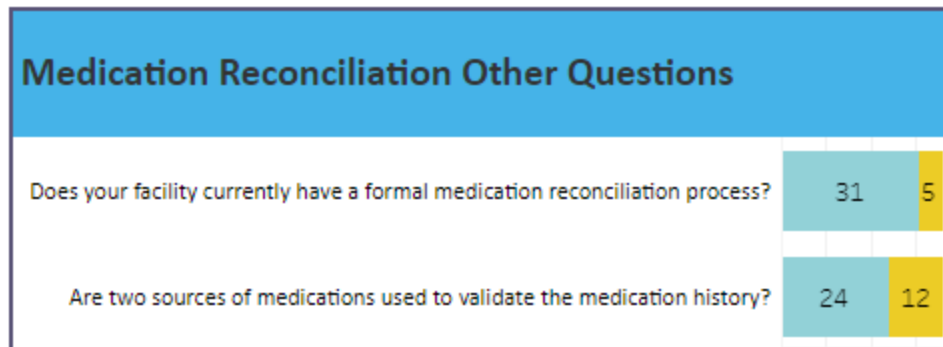 Medication Reconciliation Other Questions
Does your facility currently have a formal medication reconciliation process? 31 5
Are two sources of medications used to validate the medication history? 24 12